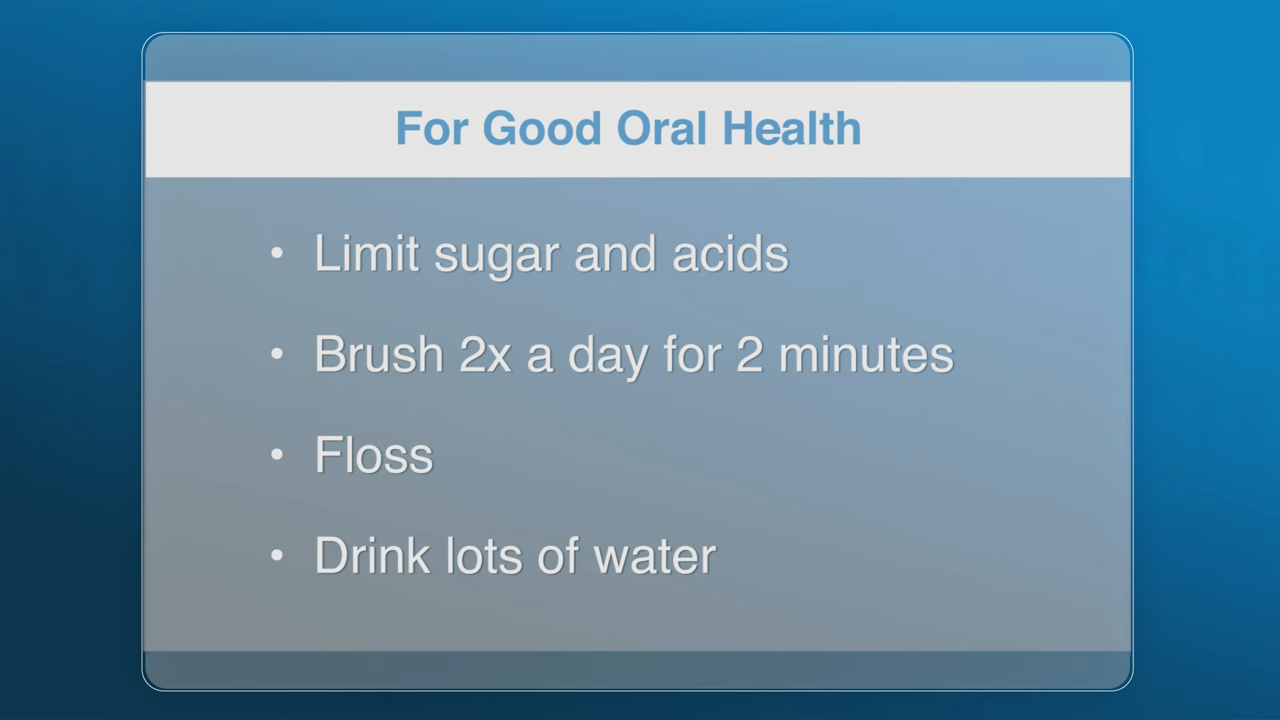 For Good Oral Health
• Limit sugar and acids
• Brush 2x a day for 2 minutes
• Floss
• Drink lots of water